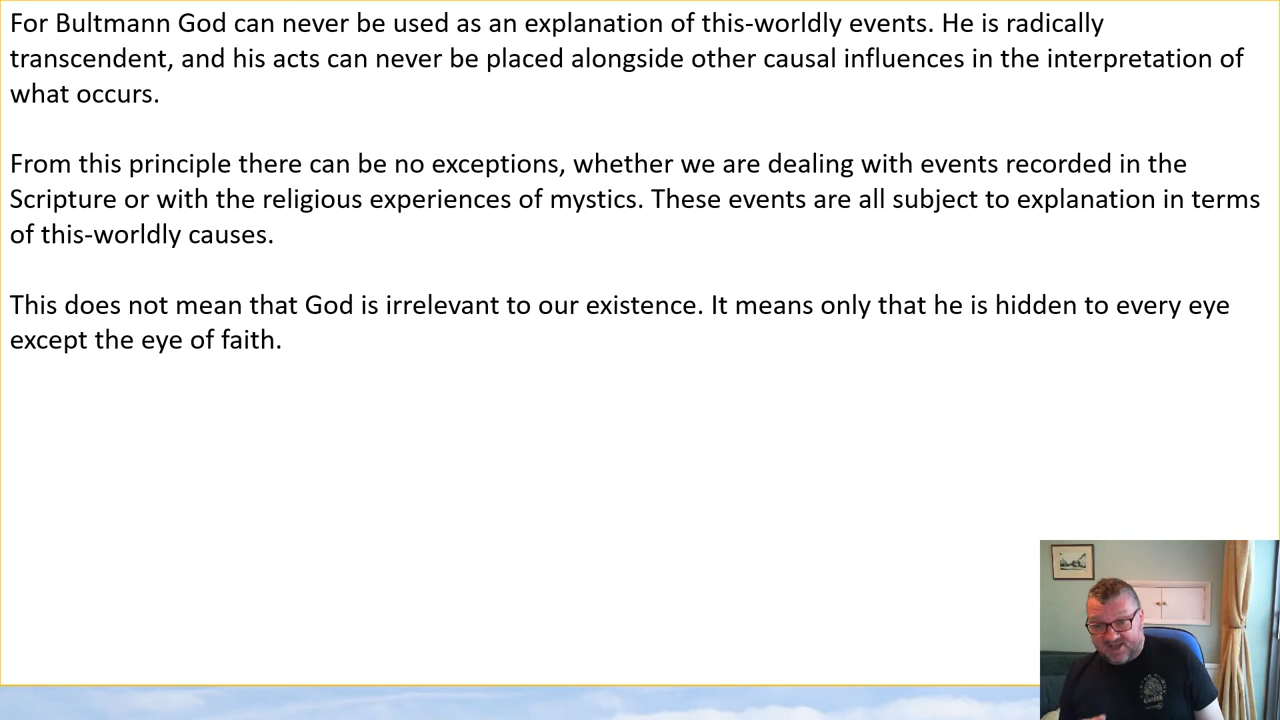 For Bultmann God can never be used as an explanation of this-worldly events. He is radically
transcendent, and his acts can never be placed alongside other causal influences in the interpretation of
what occurs.
From this principle there can be no exceptions, whether we are dealing with events recorded in the
Scripture or with the religious experiences of mystics. These events are all subject to explanation in terms
of this-worldly causes.
This does not mean that God is irrelevant to our existence. It means only that he is hidden to every eye
except the eye of faith.